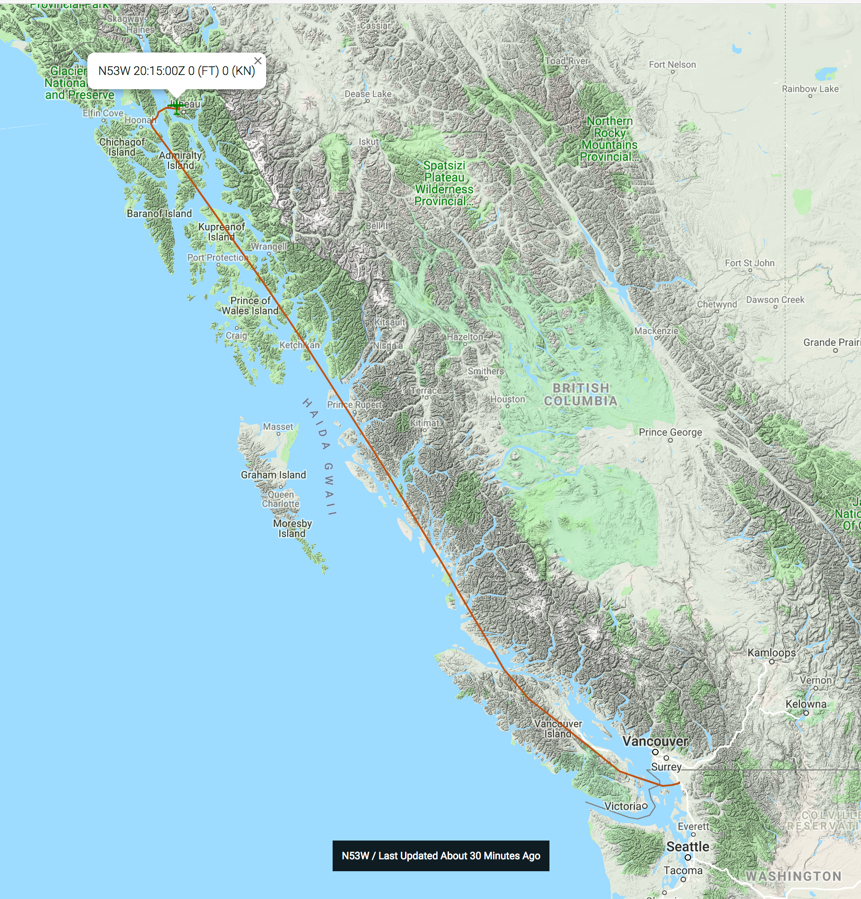 Provincial Park
Skagway
Haines
Cassiar
N53W 20:15:00Z 0 (FT) 0 (KN)
×
Toad River
Fort Nelson
Glacier
National
and Preserve
Rainbow Lake
Dease Lake
Elfin Cove
Hoonah
Northern
Rocky
Mountains
Provincial...
Chichagof
Island
Iskut
Admiralty
Island
Spatsizi
Plateau
Wilderness
Provincial...
Baranof Island
Kupreanof
Island
Wrangell
Port Protection
Fort St John
Prince of
Wales Island
Chetwynd
Dawson Creek
Kitsault
Craig
Ketchikan
Nisga'a
Hazelton
Mackenzie
Grande Prairi
Smithers
BRITISH
COLUMBIA
Terrace
Houston
Prince Rupert
HAIDA GWAII
Masset
Kitimat
Prince George
Graham Island
Queen
Charlotte
Moresby
Island
Kamloops
Vernon
Kelowna
Vancouver
Island
Vancouver
Surrey
Victoria
Everett
Seattle
Tacoma
WASHINGTON
N53W / Last Updated About 30 Minutes Ago